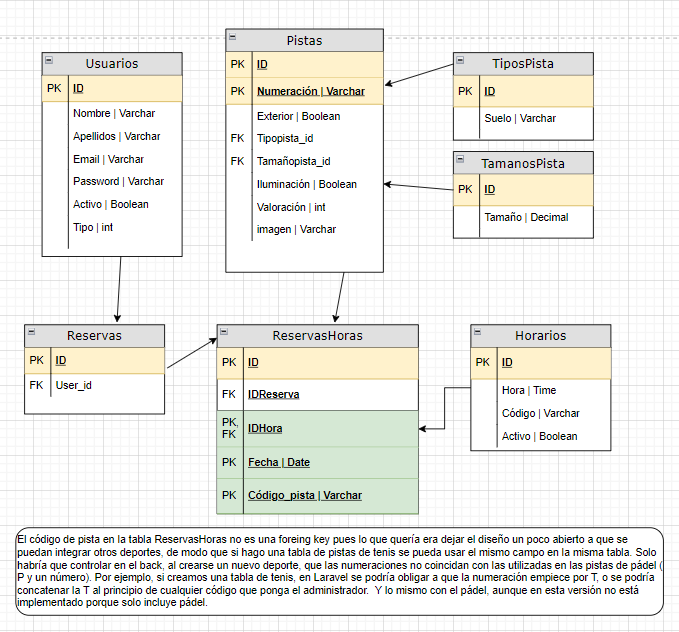 Usuarios
PK ID
Nombre | Varchar
Apellidos | Varchar
Email | Varchar
Password | Varchar
Activo | Boolean
Tipo | int
Pistas
PK ID
PK Numeración | Varchar
Exterior | Boolean
FK Tipopista_id
FK Tamañopista_id
Iluminación | Boolean
Valoración | int
imagen | Varchar
TiposPista
PK ID
Suelo | Varchar
TamanosPista
PK ID
Tamaño | Decimal
Reservas
PK ID
FK User_id
ReservasHoras
PK ID
FK IDReserva
PK,
FK IDHora
PK Fecha | Date
PK Código_pista | Varchar
Horarios
PK ID
Hora | Time
Código | Varchar
Activo | Boolean
El código de pista en la tabla ReservasHoras no es una foreing key pues lo que quería era dejar el diseño un poco abierto a que se
puedan integrar otros deportes, de modo que si hago una tabla de pistas de tenis se pueda usar el mismo campo en la misma tabla. Solo
habría que controlar en el back, al crearse un nuevo deporte, que las numeraciones no coincidan con las utilizadas en las pistas de pádel (
P y un número). Por ejemplo, si creamos una tabla de tenis, en Laravel se podría obligar a que la numeración empiece por T, o se podría
concatenar la T al principio de cualquier código que ponga el administrador. Y lo mismo con el pádel, aunque en esta versión no está
implementado porque solo incluye pádel.